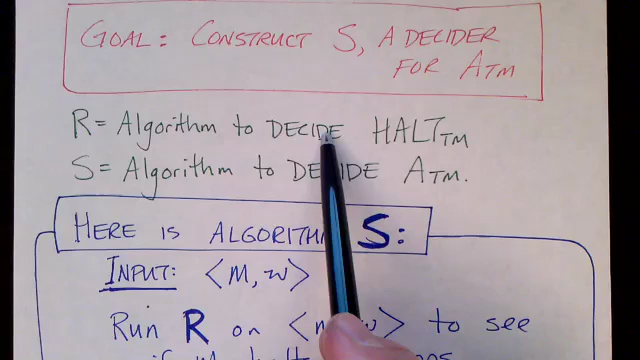 GOAL: CONSTRUCT S, A DECIDER
FOR ATM
R = Algorithm to DECIDE HALTTM
S = Algorithm to DECIDE ATM.
HERE IS ALGORITHM S:
INPUT: ⟨M, w⟩
Run R on ⟨M, w⟩ to see